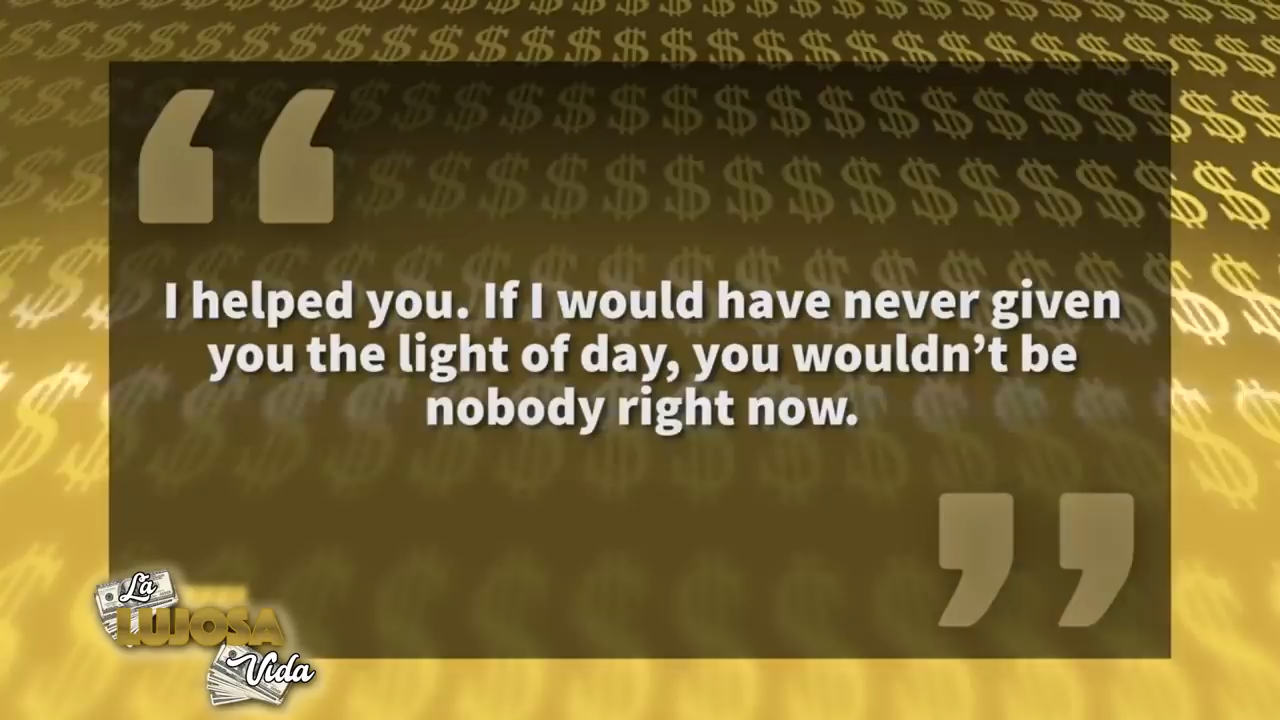 I helped you. If I would have never given
you the light of day, you wouldn’t be
nobody right now.
La
LUJOSA
Vida